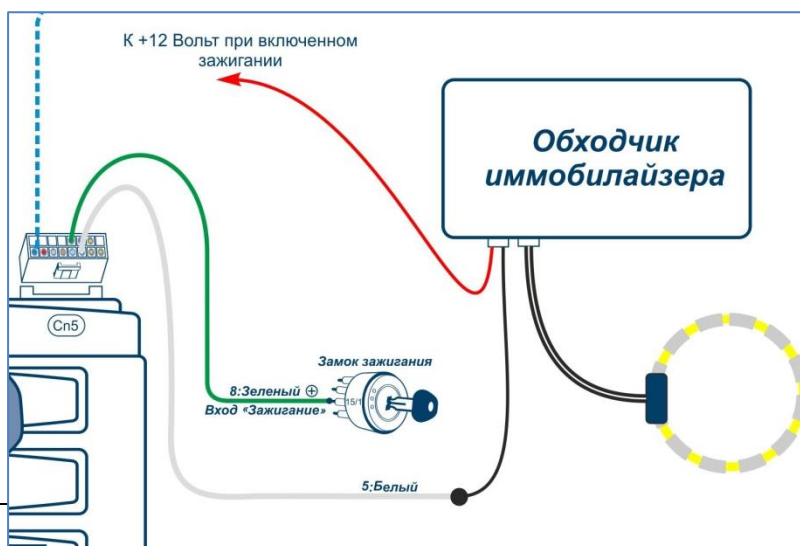 К +12 Вольт при включенном
зажигании
Обходчик
иммобилайзера
Сп5
Замок зажигания
8:Зеленый ⊕
Вход «Зажигание»
15/1
5:Белый